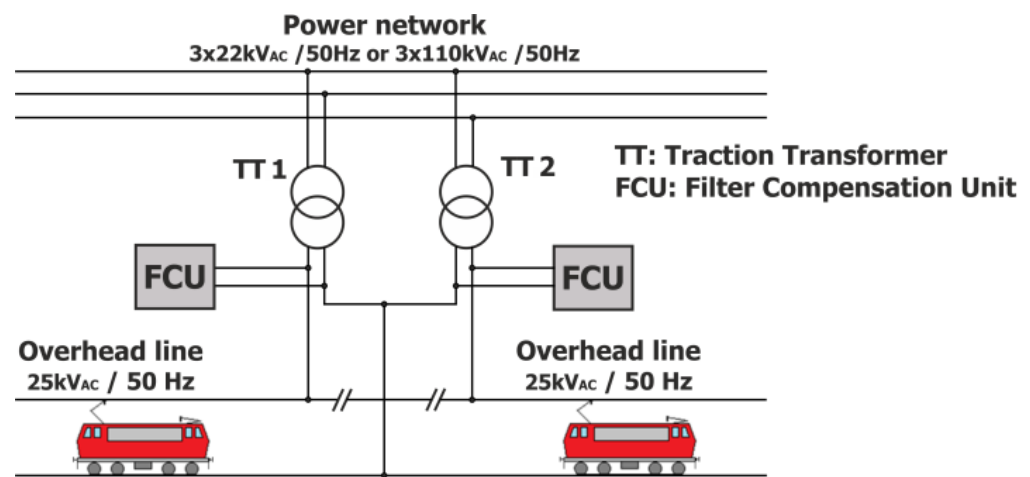 Power network
3x22kVAC /50Hz or 3x110kVAC /50Hz
TT 1
TT 2
TT: Traction Transformer
FCU: Filter Compensation Unit
FCU
FCU
Overhead line
25kVAC / 50 Hz
Overhead line
25kVAC / 50 Hz